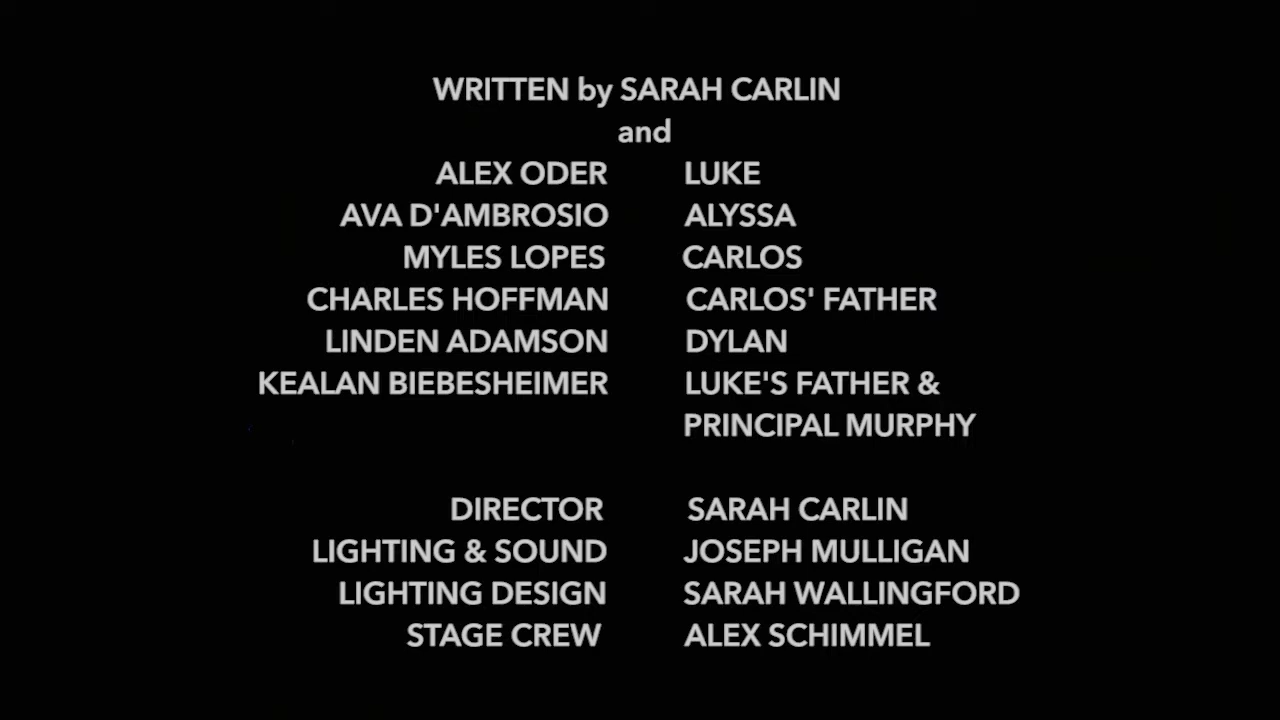 WRITTEN by SARAH CARLIN
and
ALEX ODER LUKE
AVA D'AMBROSIO ALYSSA
MYLES LOPES CARLOS
CHARLES HOFFMAN CARLOS' FATHER
LINDEN ADAMSON DYLAN
KEALAN BIEBESHEIMER LUKE'S FATHER &
PRINCIPAL MURPHY
DIRECTOR SARAH CARLIN
LIGHTING & SOUND JOSEPH MULLIGAN
LIGHTING DESIGN SARAH WALLINGFORD
STAGE CREW ALEX SCHIMMEL